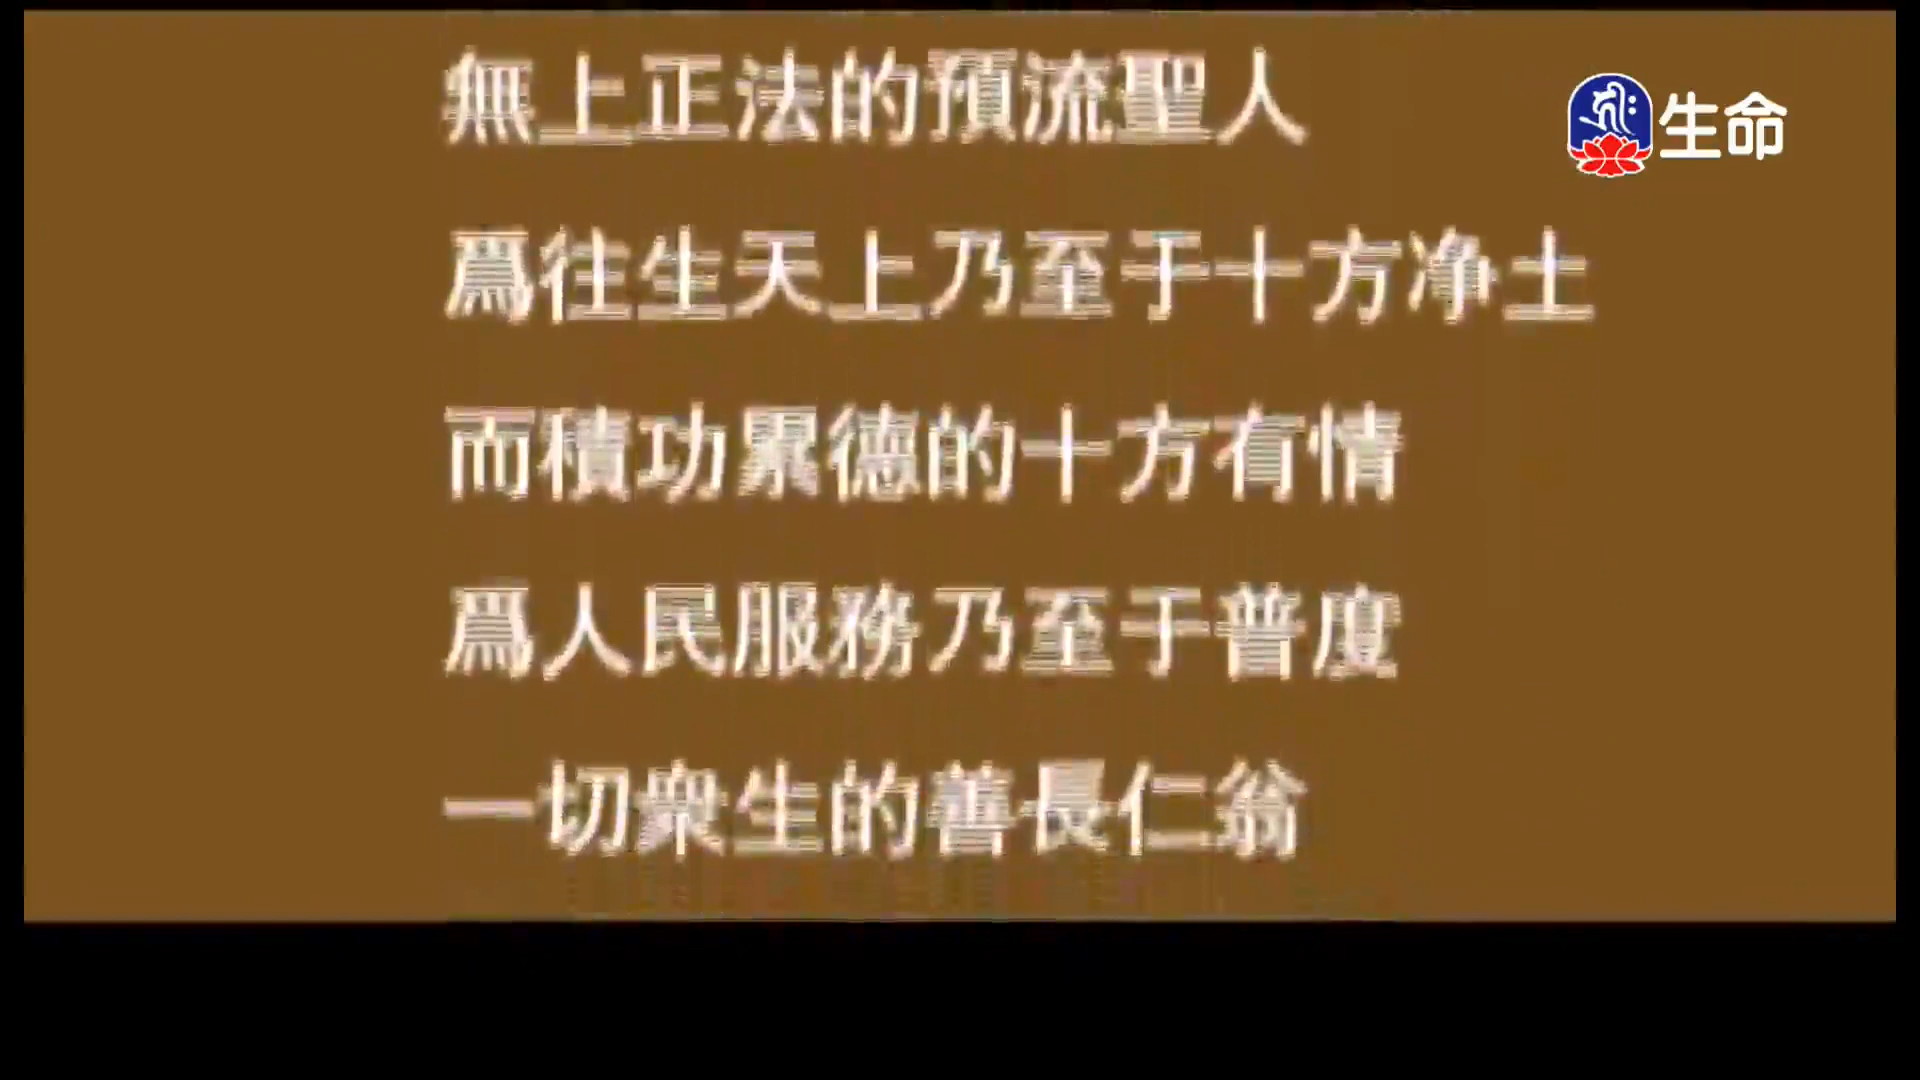 無上正法的預流聖人
生命
爲往生天上乃至于十方净土
而積功累德的十方有情
爲人民服務乃至于普度
一切衆生的善長仁翁